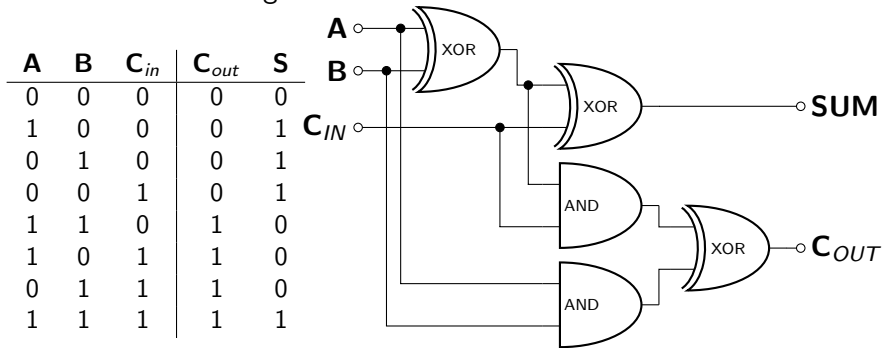 A B C_in C_out S
0 0 0 0 0
1 0 0 0 1
0 1 0 0 1
0 0 1 0 1
1 1 0 1 0
1 0 1 1 0
0 1 1 1 0
1 1 1 1 1
A
B
C_IN
XOR
XOR
SUM
AND
XOR
C_OUT
AND